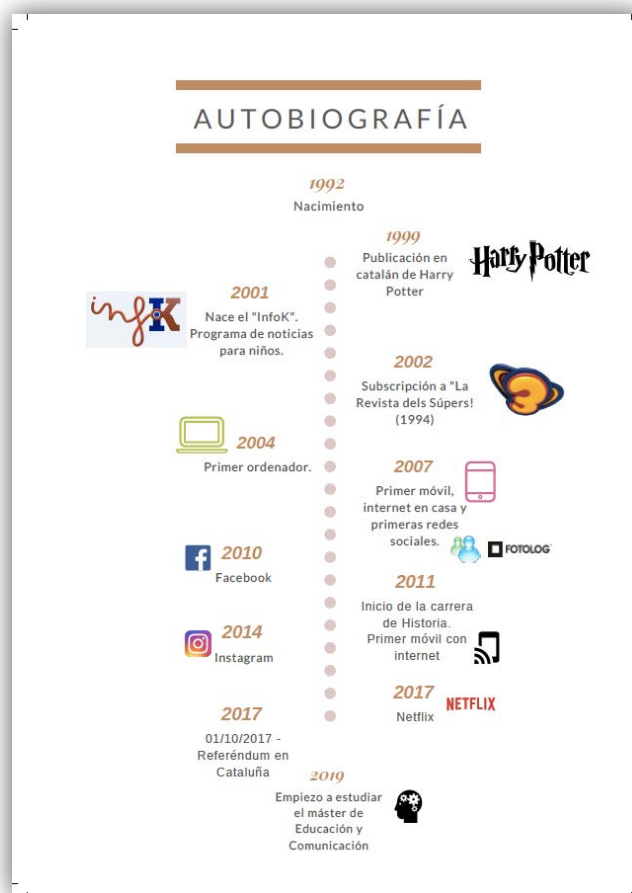 AUTOBIOGRAFÍA
1992
Nacimiento
1999
Publicación en
catalán de Harry
Potter
Harry Potter
infK
2001
Nace el "InfoK".
Programa de noticias
para niños.
2002
Subscripción a "La
Revista dels Súpers!
(1994)
3
2004
Primer ordenador.
2007
Primer móvil,
internet en casa y
primeras redes
sociales.
FOTOLOG
f
2010
Facebook
2011
Inicio de la carrera
de Historia.
Primer móvil con
internet
2014
Instagram
2017
Netflix
NETFLIX
2017
01/10/2017 -
Referéndum en
Cataluña
2019
Empiezo a estudiar
el máster de
Educación y
Comunicación